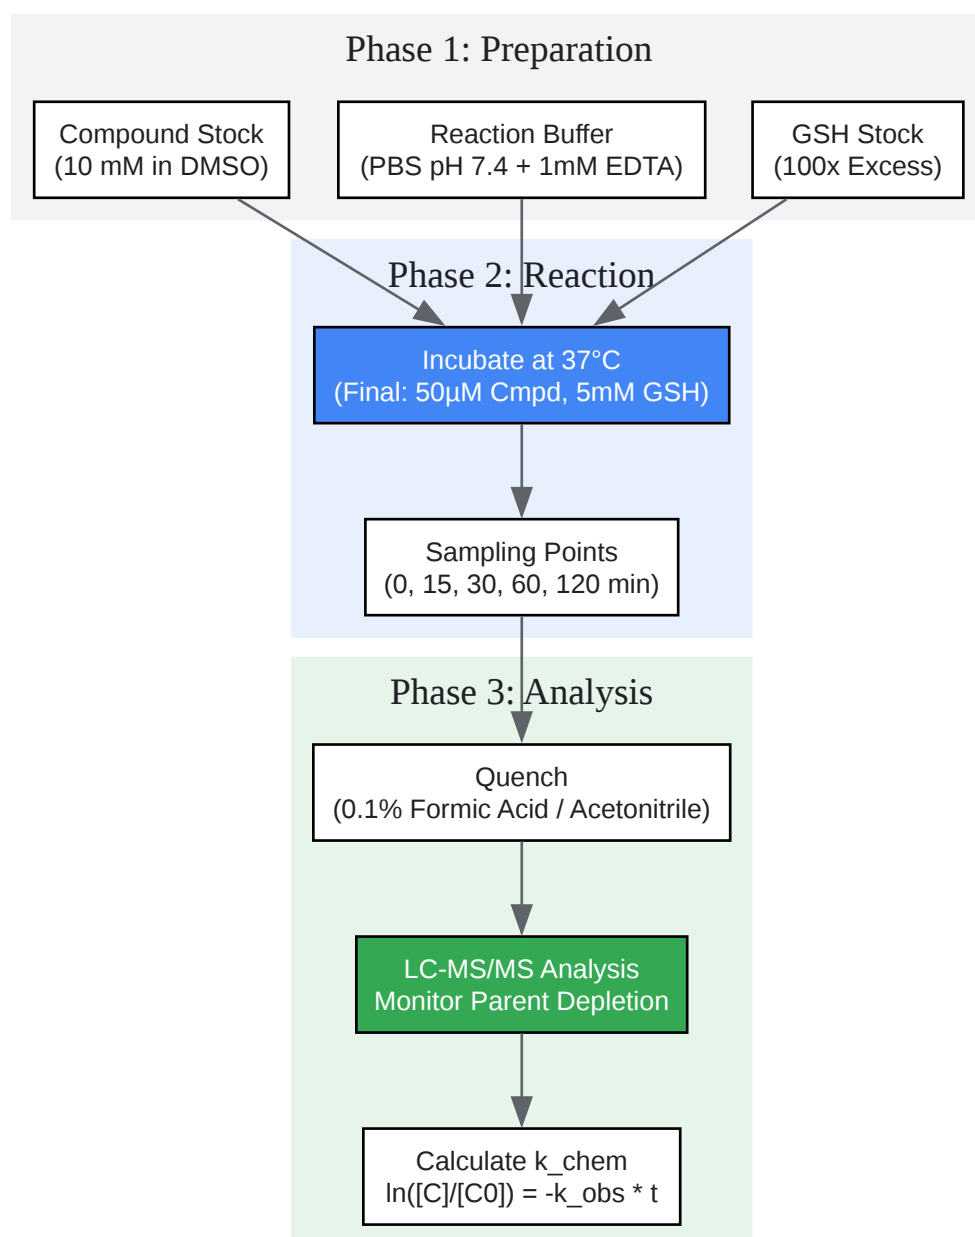 Phase 1: Preparation
Compound Stock
(10 mM in DMSO)
Reaction Buffer
(PBS pH 7.4 + 1mM EDTA)
GSH Stock
(100x Excess)
Phase 2: Reaction
Incubate at 37°C
(Final: 50µM Cmpd, 5mM GSH)
Sampling Points
(0, 15, 30, 60, 120 min)
Phase 3: Analysis
Quench
(0.1% Formic Acid / Acetonitrile)
LC-MS/MS Analysis
Monitor Parent Depletion
Calculate k_chem
ln([C]/[C0]) = -k_obs * t